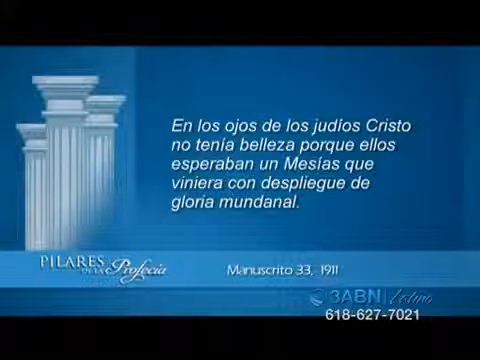 En los ojos de los judíos Cristo
no tenía belleza porque ellos
esperaban un Mesías que
viniera con despliegue de
gloria mundanal.
PILARES
DE LA Profecía
Manuscrito 33, 1911
3ABN Latino
618-627-7021